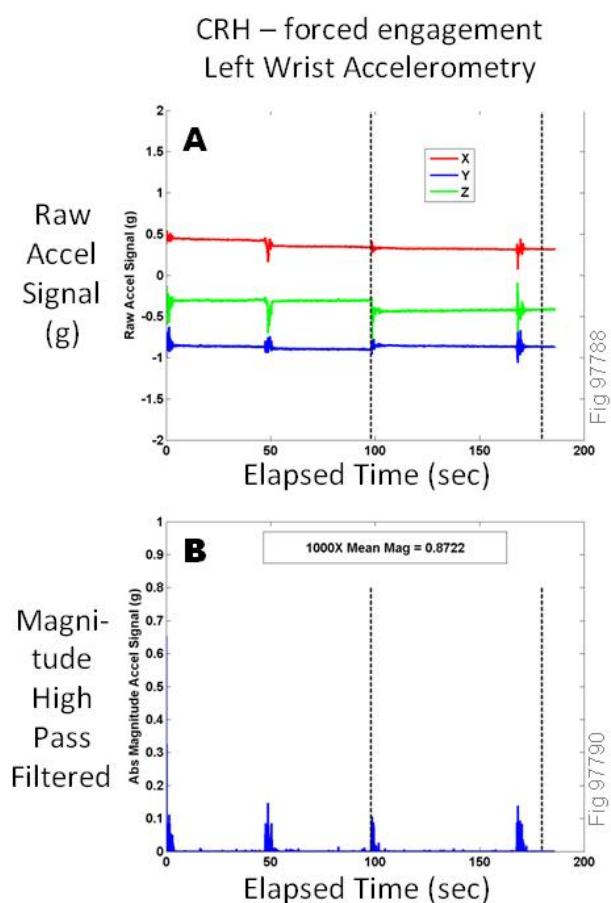 CRH – forced engagement
Left Wrist Accelerometry
A
Raw
Accel
Signal
(g)
Raw Accel Signal (g)
2
1.5
1
0.5
0
-0.5
-1
-1.5
-2
X
Y
Z
0
50
100
150
200
Elapsed Time (sec)
Fig 97788
B
1000X Mean Mag = 0.8722
Magni-
tude
High
Pass
Filtered
Abs Magnitude Accel Signal (g)
1
0.9
0.8
0.7
0.6
0.5
0.4
0.3
0.2
0.1
0
0
50
100
150
200
Elapsed Time (sec)
Fig 97790